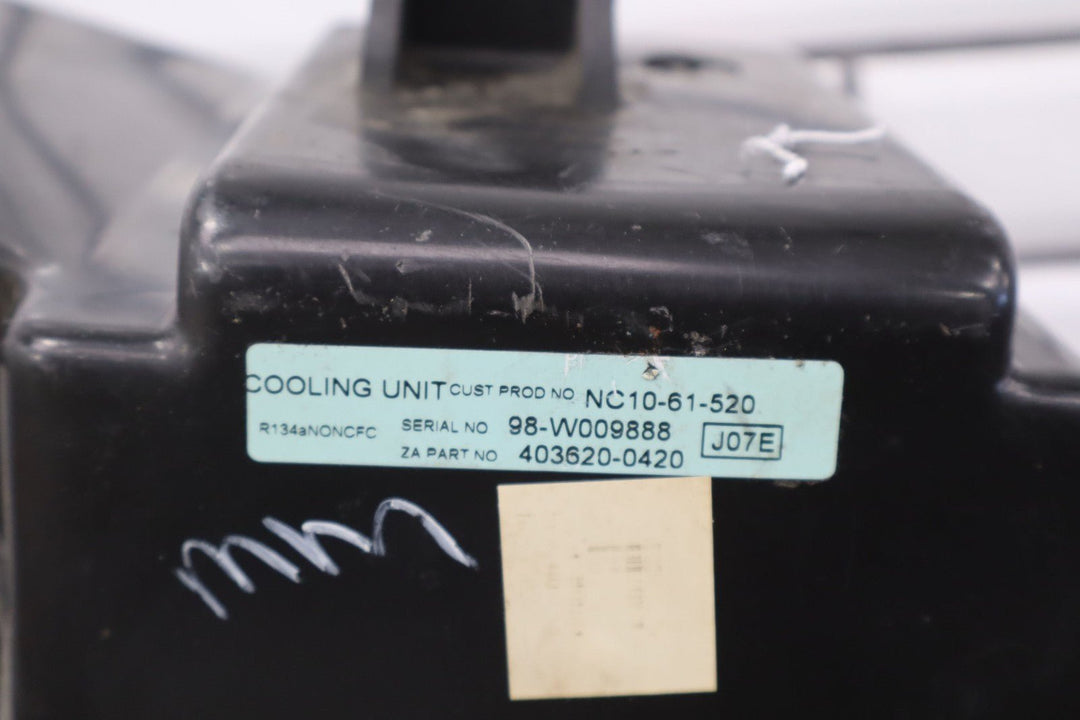 COOLING UNIT CUST PROD NO NC10-61-520
R134aNONCFC SERIAL NO 98-W009888 J07E
ZA PART NO 403620-0420